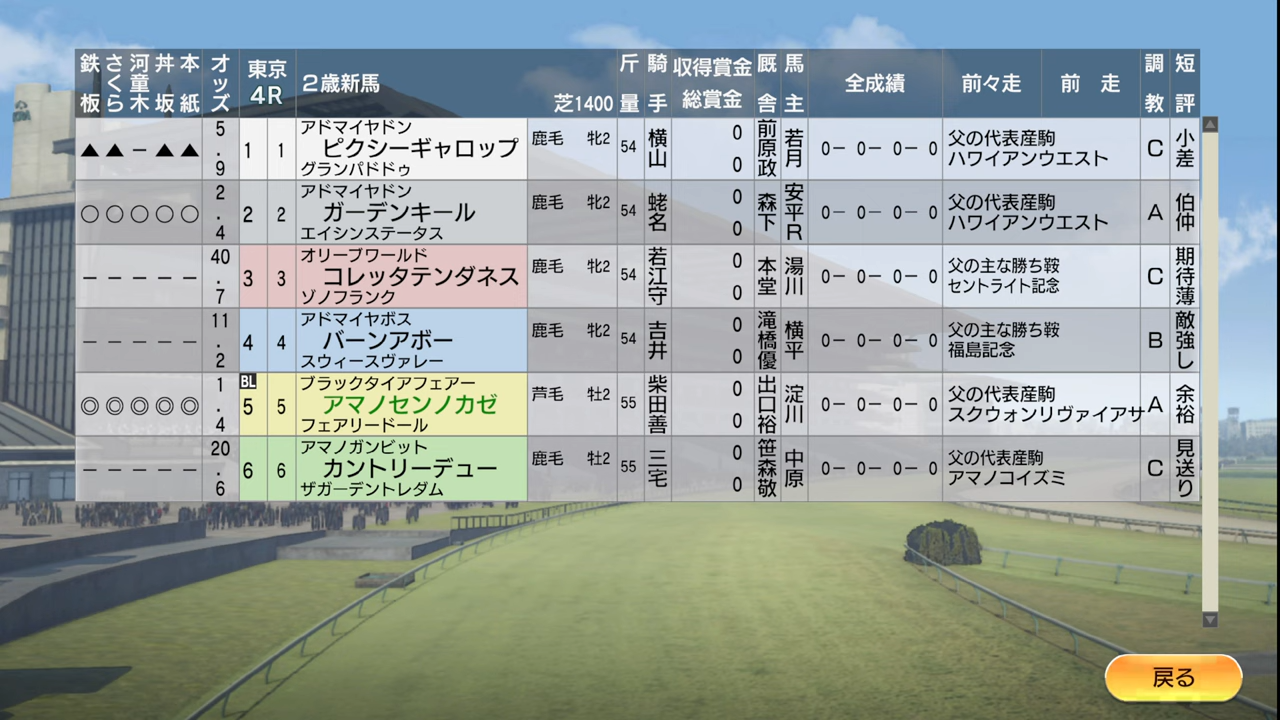 鉄板 さくら 河童木 丼坂 本紙 オッズ 東京 4R 2歳新馬 芝1400 斤量 騎手 収得賞金 総賞金 厩舎 馬主 全成績 前々走 前 走 調教 短評
▲ ▲ − ▲ ▲ 5.9 1 1 アドマイヤドン
ピクシーギャロップ 鹿毛 牝2 54 横山 0 0 前原政 若月 0− 0− 0− 0 父の代表産駒 ハワイアンウエスト C 小差
グランパドドゥ
○ ○ ○ ○ ○ 2.4 2 2 アドマイヤドン
ガーデンキール 鹿毛 牝2 54 蛯名 0 0 森下 安平R 0− 0− 0− 0 父の代表産駒 ハワイアンウエスト A 伯仲
エイシンステータス
− − − − − 40.7 3 3 オリーブワールド
コレッタテンダネス 鹿毛 牝2 54 若江守 0 0 本堂 湯川 0− 0− 0− 0 父の主な勝ち鞍 セントライト記念 C 期待薄
ゾノフランク
− − − − − 11.2 4 4 アドマイヤボス
バーンアボー 鹿毛 牝2 54 吉井 0 0 滝橋優 横平 0− 0− 0− 0 父の主な勝ち鞍 福島記念 B 敵強し
スウィースヴァレー
◎ ◎ ◎ ◎ ◎ 1.4 BL 5 5 ブラックタイアフェアー
アマノセンノカゼ 芦毛 牡2 55 柴田善 0 0 出口裕 淀川 0− 0− 0− 0 父の代表産駒 スクウォンリヴァイアサ A 余裕
フェアリードール
− − − − − 20.6 6 6 アマノガンビット
カントリーデュー 鹿毛 牡2 55 三宅 0 0 笹森敬 中原 0− 0− 0− 0 父の代表産駒 アマノコイズミ C 見送り
ザガーデントレダム
戻る